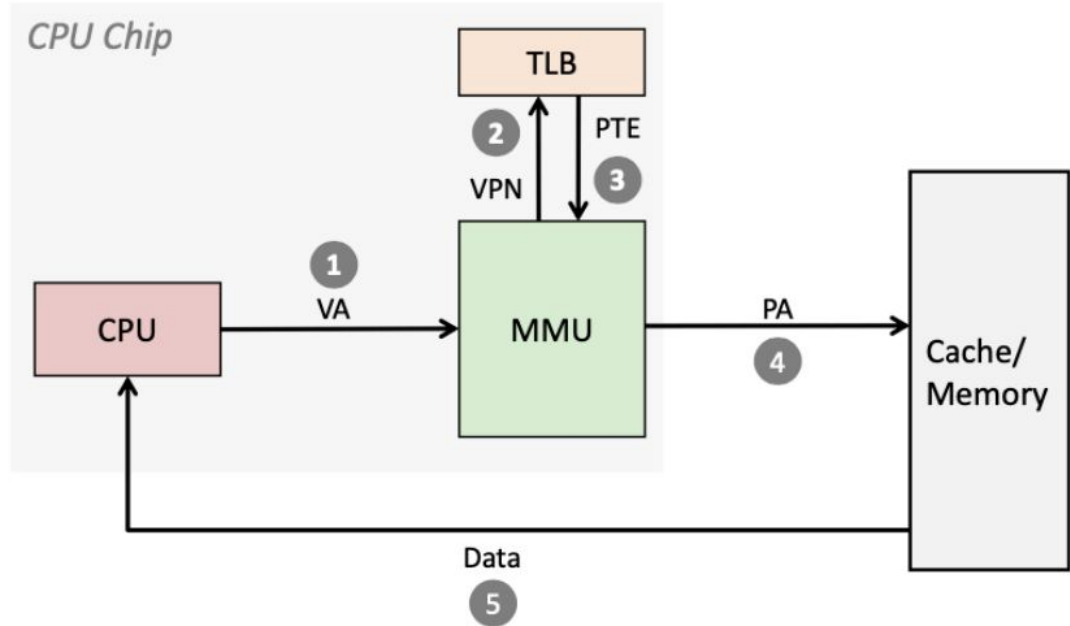 CPU Chip
TLB
2
PTE
VPN
3
1
VA
CPU
MMU
PA
4
Cache/
Memory
Data
5